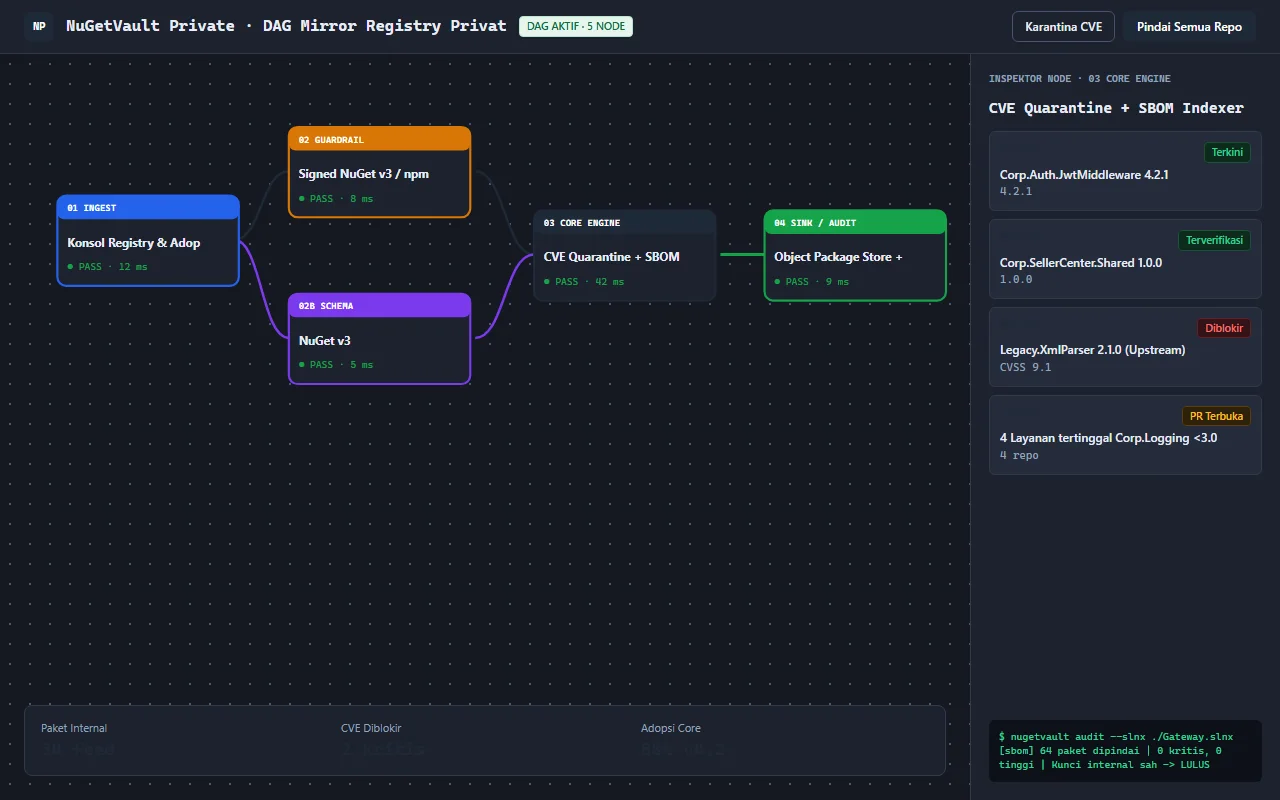 NP
NuGetVault Private · DAG Mirror Registry Privat
DAG AKTIF · 5 NODE
Karantina CVE
Pindai Semua Repo
01 INGEST
Konsol Registry & Adop
PASS · 12 ms
02 GUARDRAIL
Signed NuGet v3 / npm
PASS · 8 ms
02B SCHEMA
NuGet v3
PASS · 5 ms
03 CORE ENGINE
CVE Quarantine + SBOM
PASS · 42 ms
04 SINK / AUDIT
Object Package Store +
PASS · 9 ms
Paket Internal
CVE Diblokir
Adopsi Core
INSPEKTOR NODE · 03 CORE ENGINE
CVE Quarantine + SBOM Indexer
Terkini
Corp.Auth.JwtMiddleware 4.2.1
4.2.1
Terverifikasi
Corp.SellerCenter.Shared 1.0.0
1.0.0
Diblokir
Legacy.XmlParser 2.1.0 (Upstream)
CVSS 9.1
PR Terbuka
4 Layanan tertinggal Corp.Logging <3.0
4 repo
$ nugetvault audit --slnx ./Gateway.slnx
[sbom] 64 paket dipindai | 0 kritis, 0
tinggi | Kunci internal sah -> LULUS